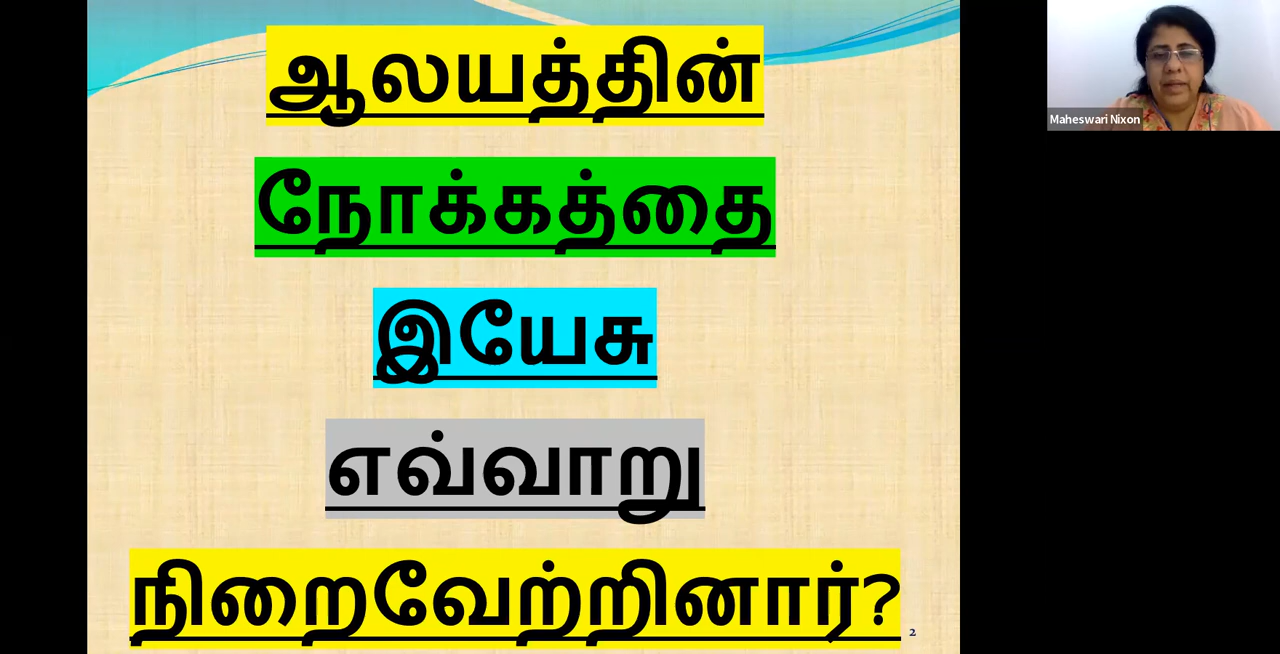 ஆலயத்தின்
நோக்கத்தை
இயேசு
எவ்வாறு
நிறைவேற்றினார்?
2
Maheswari Nixon